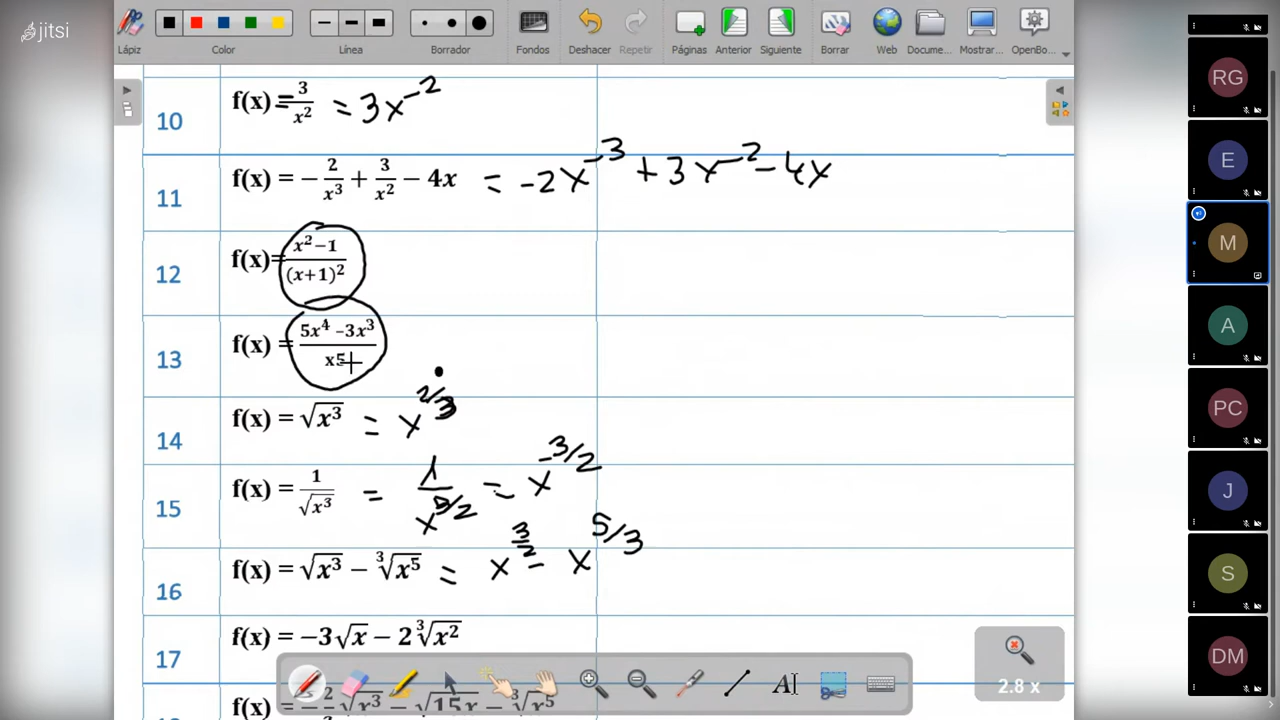 jitsi
Lápiz Color Línea Borrador Fondos Deshacer Repetir Páginas Anterior Siguiente Borrar Web Docume... Mostrar... OpenBo...
10 f(x) = 3/x² = 3x⁻²
11 f(x) = − 2/x³ + 3/x² − 4x = -2x⁻³ + 3x⁻² - 4x
12 f(x)= x² −1/(x+1)²
13 f(x) = 5x⁴ −3x³/x5
14 f(x) = √x³ = x^2/3
15 f(x) = 1/√x³ = 1/x^3/2 = x^-3/2
16 f(x) = √x³ − ³√x⁵ = x^3/2 - x^5/3
17 f(x) = −3√x − 2 ³√x²
2.8 x
RG
E
M
A
PC
J
S
DM